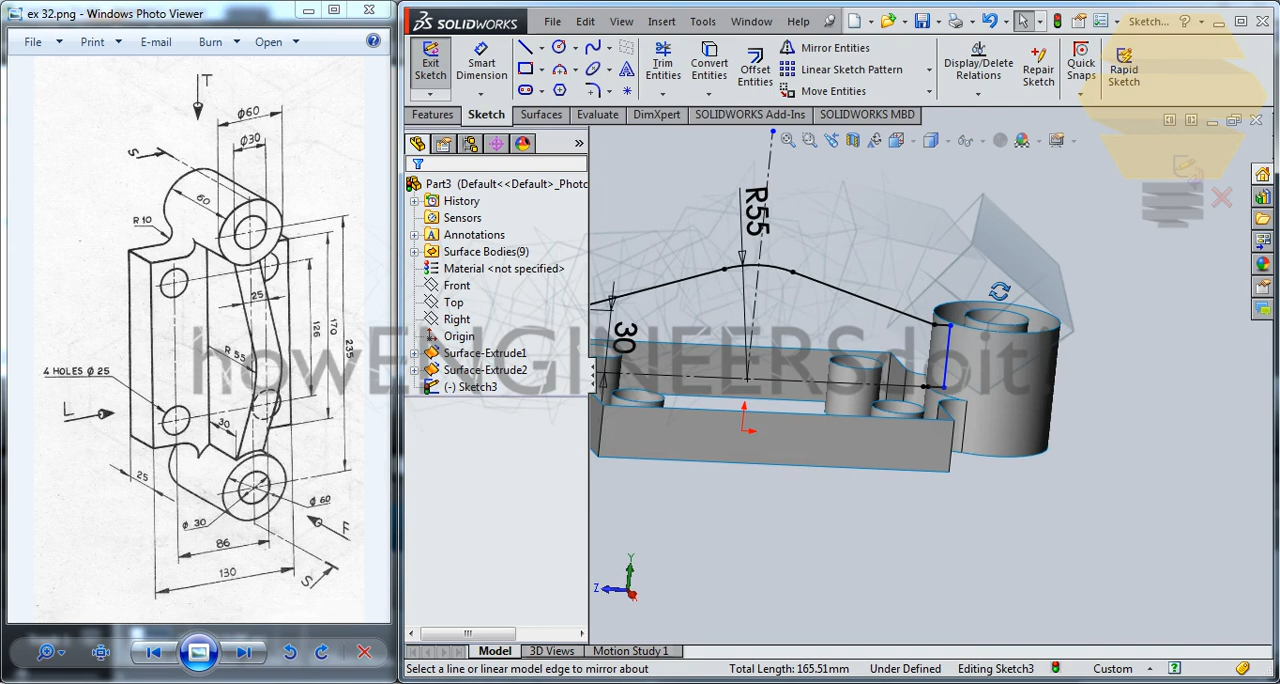 ex 32.png - Windows Photo Viewer
File Print E-mail Burn Open
T
Φ60
Φ30
S
60
R 10
25
126
170
235
R 55
4 HOLES Φ 25
L
30
25
Φ 60
Φ 30
F
86
130
S
SOLIDWORKS File Edit View Insert Tools Window Help Sketch... ?
Exit Sketch
Smart Dimension
Trim Entities
Convert Entities
Offset Entities
Mirror Entities
Linear Sketch Pattern
Move Entities
Display/Delete Relations
Repair Sketch
Quick Snaps
Rapid Sketch
Features Sketch Surfaces Evaluate DimXpert SOLIDWORKS Add-Ins SOLIDWORKS MBD
Part3 (Default<<Default>_Photo
History
Sensors
Annotations
Surface Bodies(9)
Material <not specified>
Front
Top
Right
Origin
Surface-Extrude1
Surface-Extrude2
(-) Sketch3
R55
30
howENGINEERSdoit
Y
Z
Model 3D Views Motion Study 1
Select a line or linear model edge to mirror about Total Length: 165.51mm Under Defined Editing Sketch3 Custom